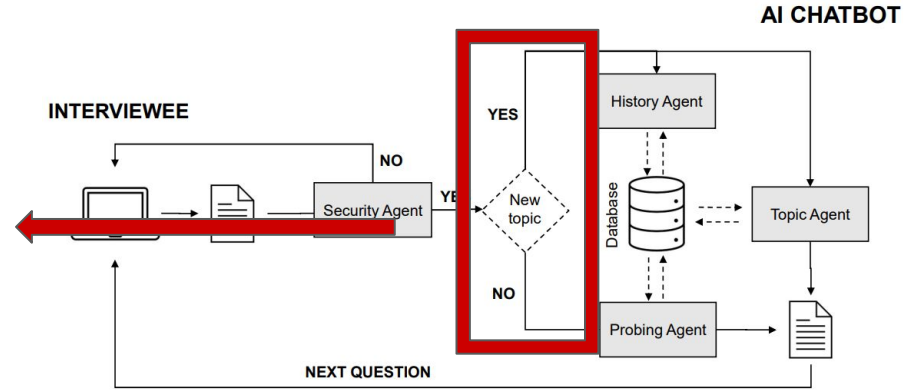 AI CHATBOT
INTERVIEWEE
History Agent
YES
NO
Security Agent
New
topic
Database
Topic Agent
NO
Probing Agent
NEXT QUESTION